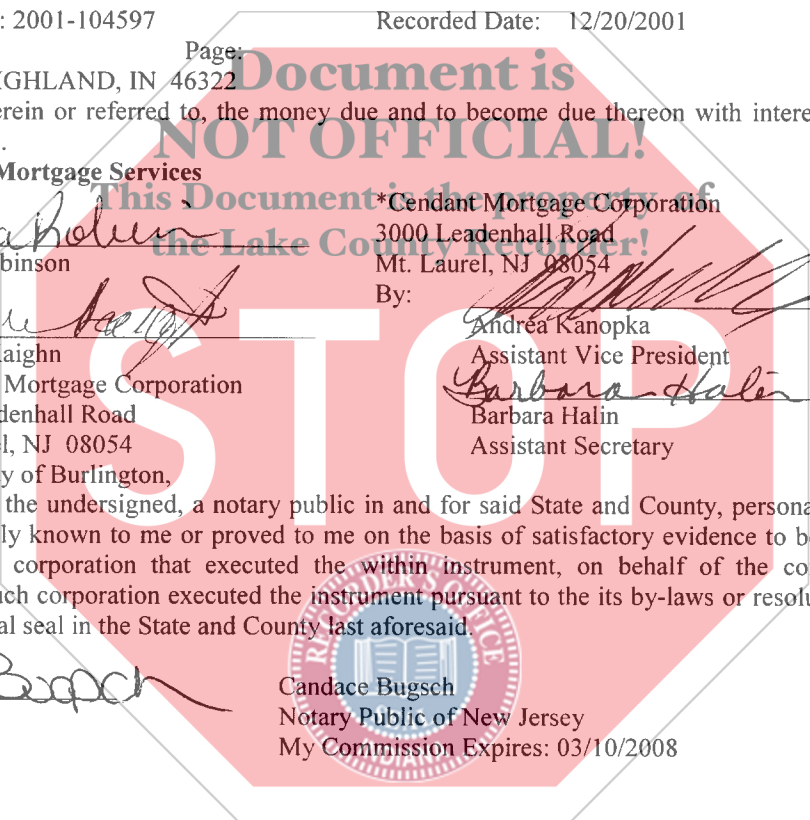 : 2001-104597 Recorded Date: 12/20/2001
Page:
IGHLAND, IN 46322
Document is
erein or referred to, the money due and to become due thereon with intere
.
NOT OFFICIAL!
Mortgage Services
This Document is the property of
*Cendant Mortgage Corporation
the Lake County Recorder!
3000 Leadenhall Road
binson
Mt. Laurel, NJ 08054
By:
Andrea Kanopka
aighn
Assistant Vice President
Mortgage Corporation
Barbara Halin
denhall Road
Barbara Halin
l, NJ 08054
Assistant Secretary
y of Burlington,
STOP
the undersigned, a notary public in and for said State and County, persona
ly known to me or proved to me on the basis of satisfactory evidence to b
corporation that executed the within instrument, on behalf of the co
uch corporation executed the instrument pursuant to the its by-laws or resolu
al seal in the State and County last aforesaid.
RECORDER'S OFFICE
Bugsch
Candace Bugsch
Notary Public of New Jersey
My Commission Expires: 03/10/2008
INDIANA